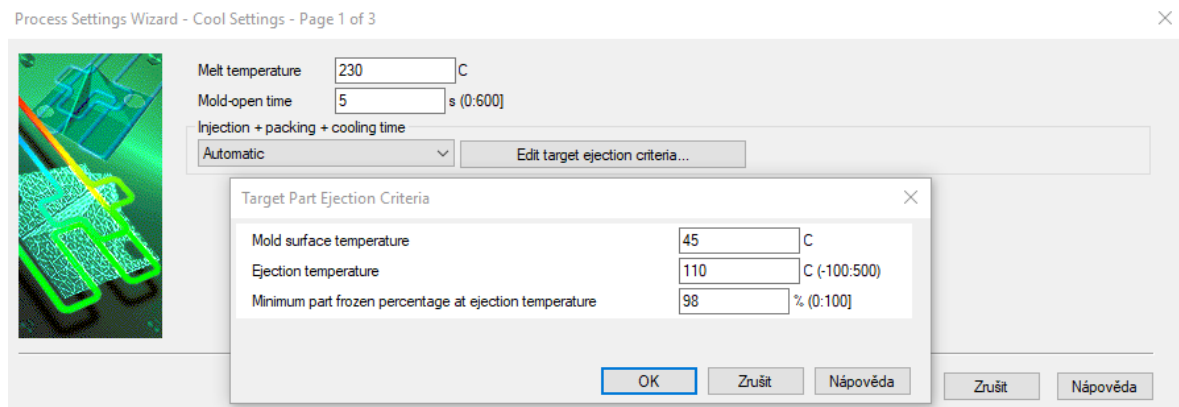 Process Settings Wizard - Cool Settings - Page 1 of 3
Melt temperature 230 C
Mold-open time 5 s (0:600]
Injection + packing + cooling time
Automatic Edit target ejection criteria...
Target Part Ejection Criteria
Mold surface temperature 45 C
Ejection temperature 110 C (-100:500)
Minimum part frozen percentage at ejection temperature 98 % (0:100]
OK Zrušit Nápověda
Zrušit Nápověda